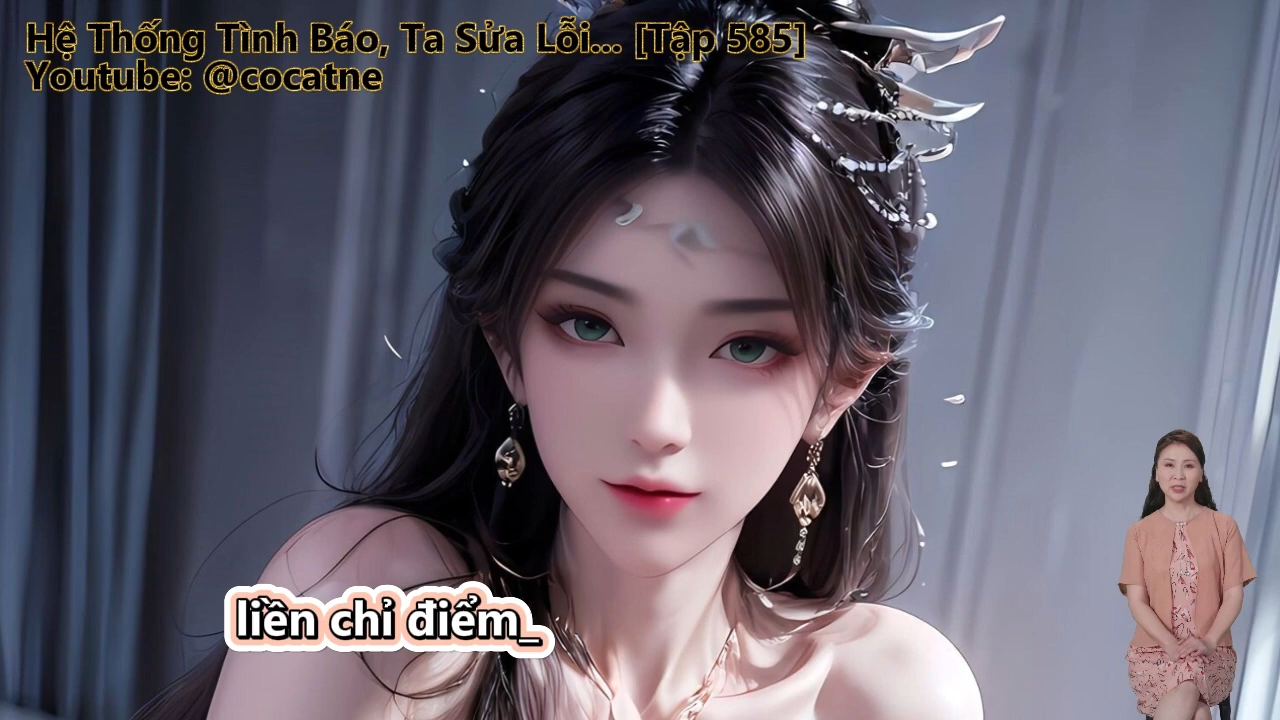 Hệ Thống Tình Báo, Ta Sửa Lỗi... [Tập 585]
Youtube: @cocatne
liền chỉ điểm_